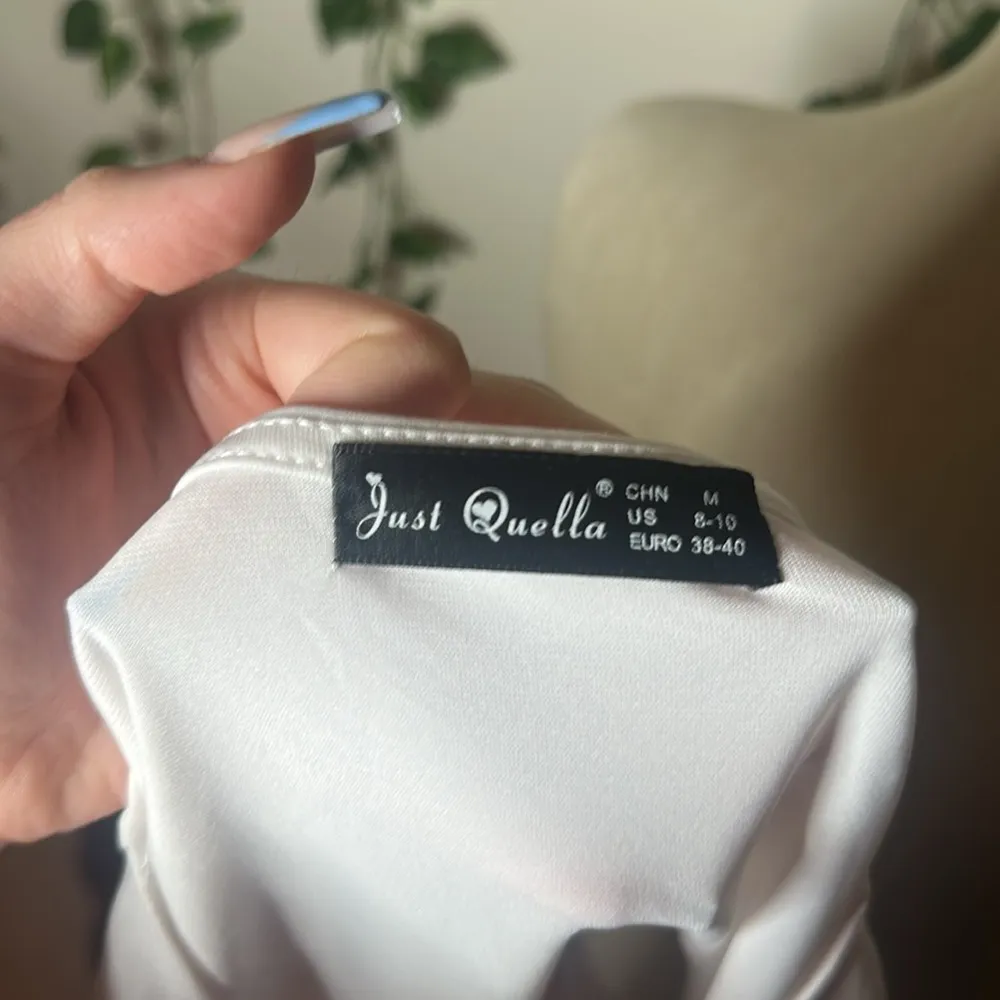 Just Quella®
CHN M
US 8-10
EURO 38-40